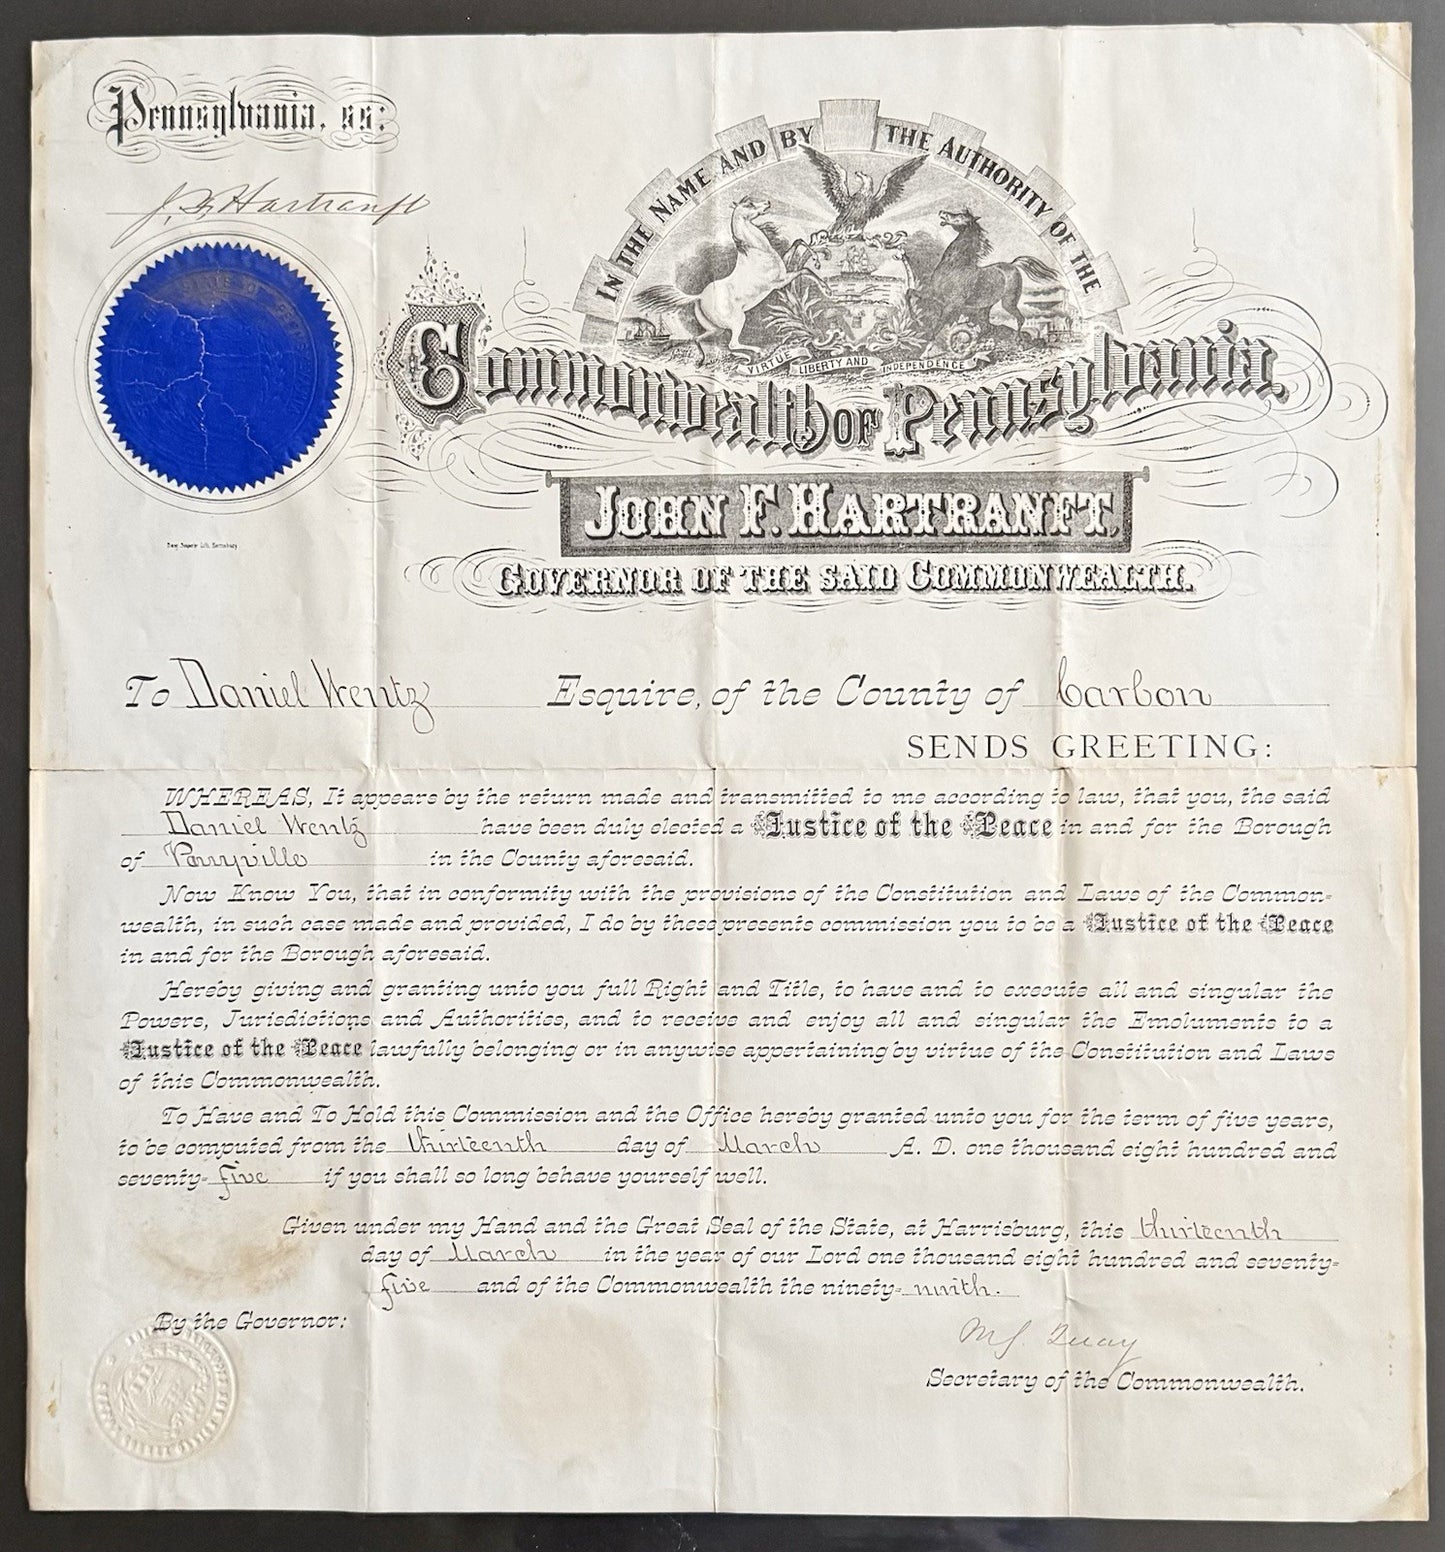 Pennsylvania, ss:
J. F. Hartranft
IN THE NAME AND BY THE AUTHORITY OF THE
VIRTUE LIBERTY AND INDEPENDENCE
Commonwealth of Pennsylvania,
JOHN F. HARTRANFT,
GOVERNOR OF THE SAID COMMONWEALTH.
To Daniel Wentz Esquire, of the County of Carbon
SENDS GREETING:
WHEREAS, It appears by the return made and transmitted to me according to law, that you, the said
Daniel Wentz have been duly elected a Justice of the Peace in and for the Borough
of Parryville in the County aforesaid.
Now Know You, that in conformity with the provisions of the Constitution and Laws of the Common-
wealth, in such case made and provided, I do by these presents commission you to be a Justice of the Peace
in and for the Borough aforesaid.
Hereby giving and granting unto you full Right and Title, to have and to execute all and singular the
Powers, Jurisdictions and Authorities, and to receive and enjoy all and singular the Emoluments to a
Justice of the Peace lawfully belonging or in anywise appertaining by virtue of the Constitution and Laws
of this Commonwealth.
To Have and To Hold this Commission and the Office hereby granted unto you for the term of five years,
to be computed from the thirteenth day of March A. D. one thousand eight hundred and
seventy-five if you shall so long behave yourself well.
Given under my Hand and the Great Seal of the State, at Harrisburg, this thirteenth
day of March in the year of our Lord one thousand eight hundred and seventy-
five and of the Commonwealth the ninety-ninth.
By the Governor:
M. S. Quay
Secretary of the Commonwealth.